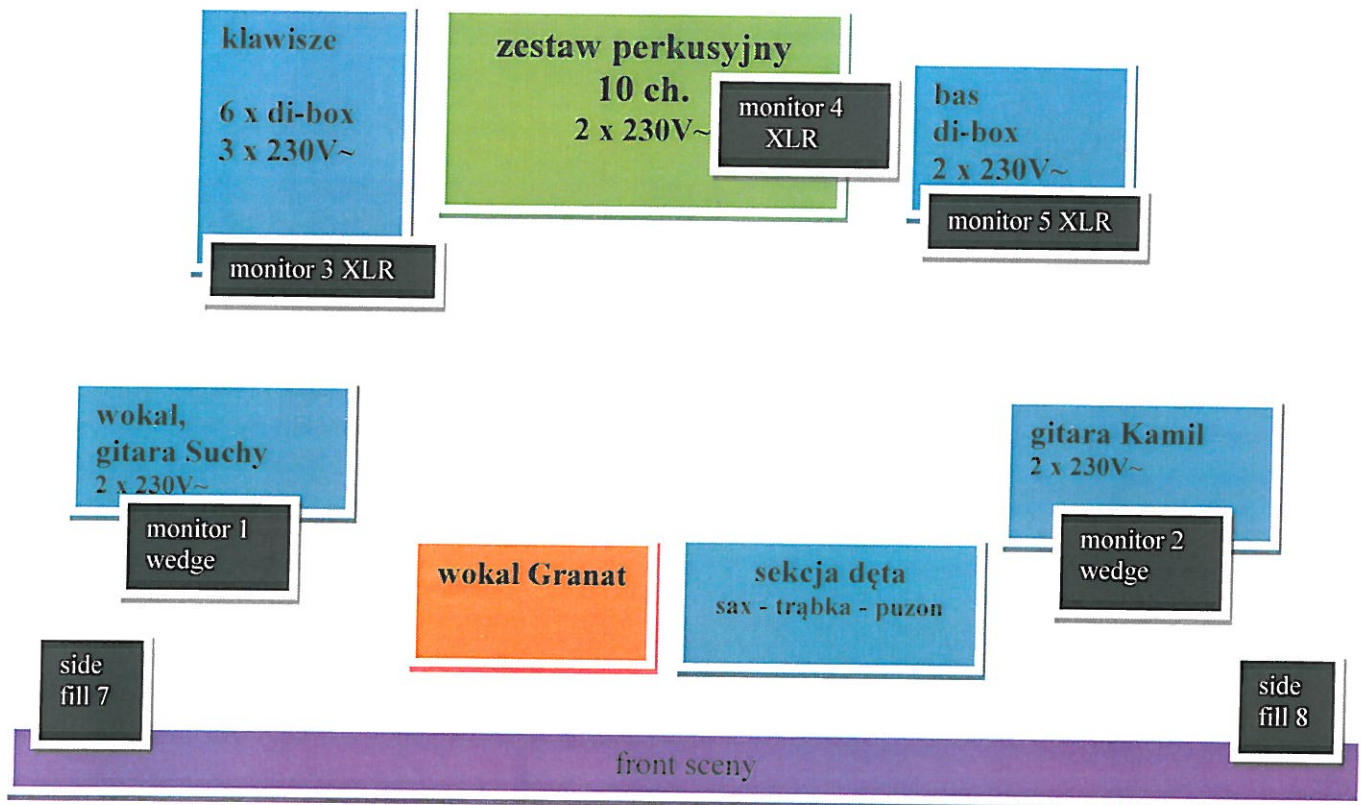 klawisze
6 x di-box
3 x 230V~
monitor 3 XLR
zestaw perkusyjny
10 ch.
2 x 230V~
monitor 4
XLR
bas
di-box
2 x 230V~
monitor 5 XLR
wokal,
gitara Suchy
2 x 230V~
monitor 1
wedge
gitara Kamil
2 x 230V~
monitor 2
wedge
wokal Granat
sekcja dęta
sax - trąbka - puzon
side
fill 7
side
fill 8
front sceny